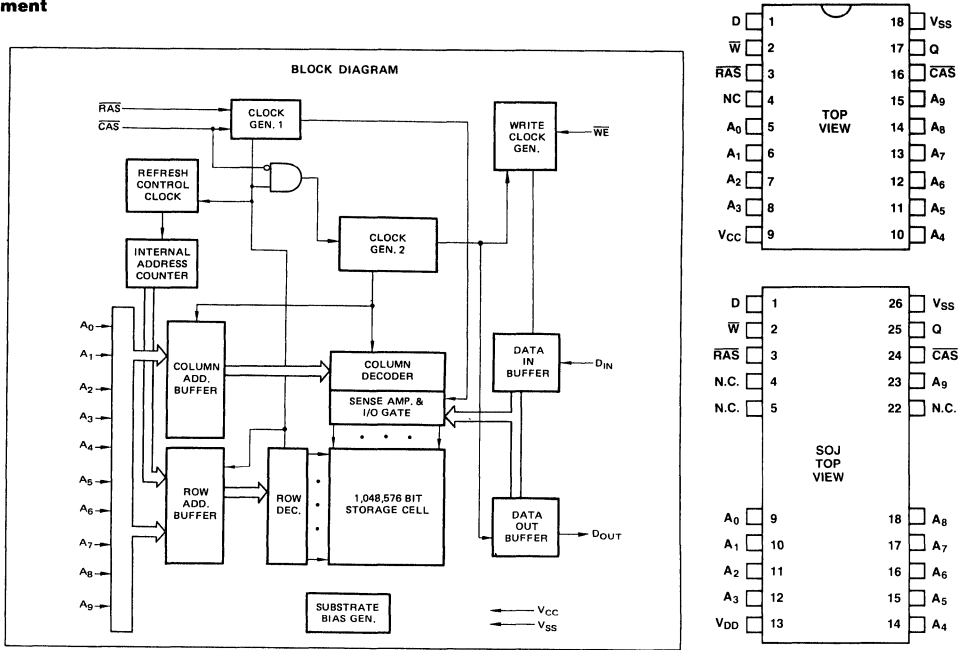 ment
BLOCK DIAGRAM
RAS
CAS
CLOCK
GEN. 1
WRITE
CLOCK
GEN.
WE
REFRESH
CONTROL
CLOCK
CLOCK
GEN. 2
INTERNAL
ADDRESS
COUNTER
A0
A1
A2
A3
A4
A5
A6
A7
A8
A9
COLUMN
ADD.
BUFFER
COLUMN
DECODER
SENSE AMP. &
I/O GATE
DATA
IN
BUFFER
DIN
ROW
ADD.
BUFFER
ROW
DEC.
1,048,576 BIT
STORAGE CELL
DATA
OUT
BUFFER
DOUT
SUBSTRATE
BIAS GEN.
VCC
VSS
D 1 18 VSS
W 2 17 Q
RAS 3 16 CAS
NC 4 15 A9
TOP
VIEW
A0 5 14 A8
A1 6 13 A7
A2 7 12 A6
A3 8 11 A5
VCC 9 10 A4
D 1 26 VSS
W 2 25 Q
RAS 3 24 CAS
N.C. 4 23 A9
N.C. 5 22 N.C.
SOJ
TOP
VIEW
A0 9 18 A8
A1 10 17 A7
A2 11 16 A6
A3 12 15 A5
VDD 13 14 A4